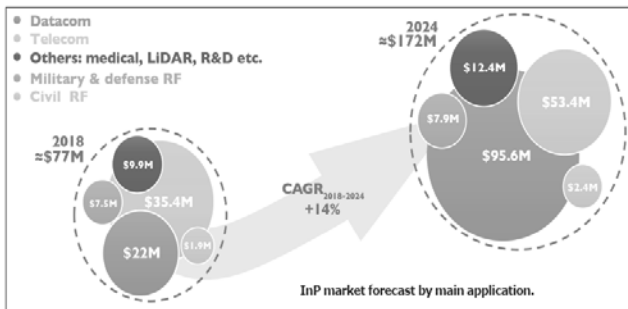 Datacom
Telecom
Others: medical, LiDAR, R&D etc.
Military & defense RF
Civil RF
2018
≈$77M
$9.9M
$7.5M
$35.4M
$22M
$1.9M
CAGR2018-2024
+14%
2024
≈$172M
$12.4M
$7.9M
$53.4M
$95.6M
$2.4M
InP market forecast by main application.